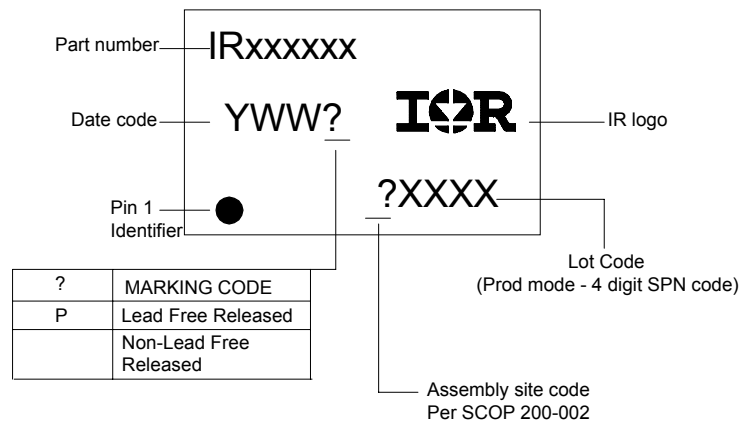 Part number
IRxxxxxx
Date code
YWW?
IOR
IR logo
?XXXX
Pin 1
Identifier
Lot Code
(Prod mode - 4 digit SPN code)
? MARKING CODE
P Lead Free Released
Non-Lead Free
Released
Assembly site code
Per SCOP 200-002